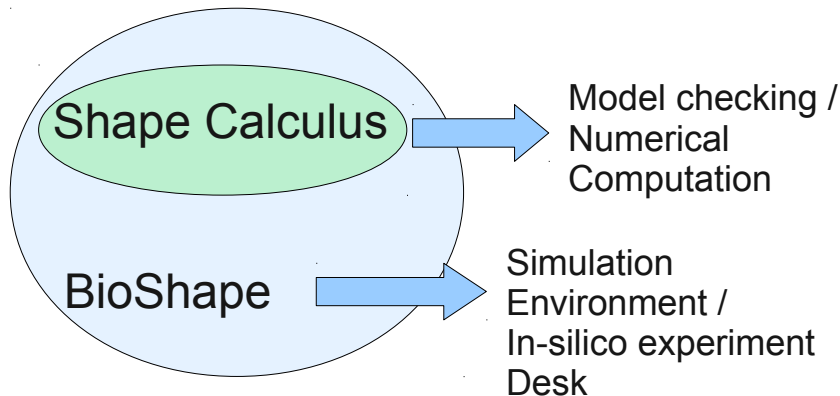 Shape Calculus
Model checking /
Numerical
Computation
BioShape
Simulation
Environment /
In-silico experiment
Desk